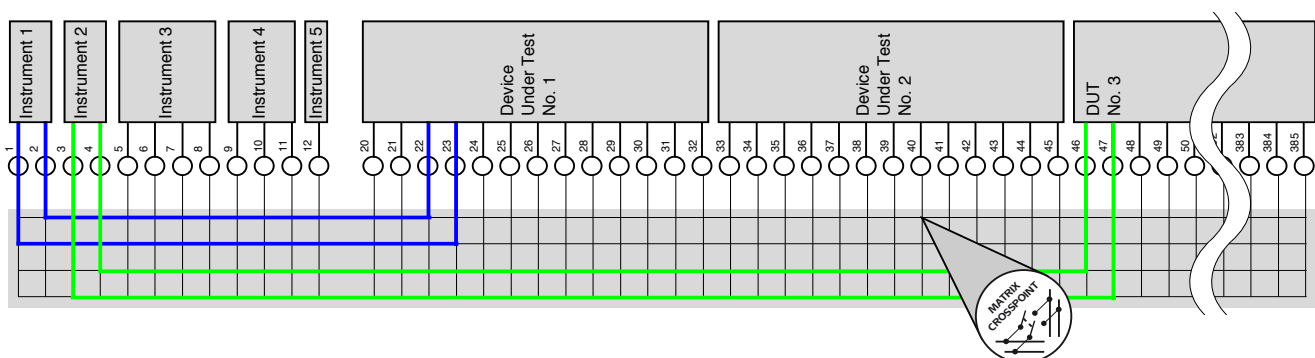 Instrument 1
Instrument 2
Instrument 3
Instrument 4
Instrument 5
Device
Under Test
No. 1
Device
Under Test
No. 2
DUT
No. 3
1 2 3 4 5 6 7 8 9 10 11 12 20 21 22 23 24 25 26 27 28 29 30 31 32 33 34 35 36 37 38 39 40 41 42 43 44 45 46 47 48 49 50 383 384 385
MATRIX
CROSSPOINT